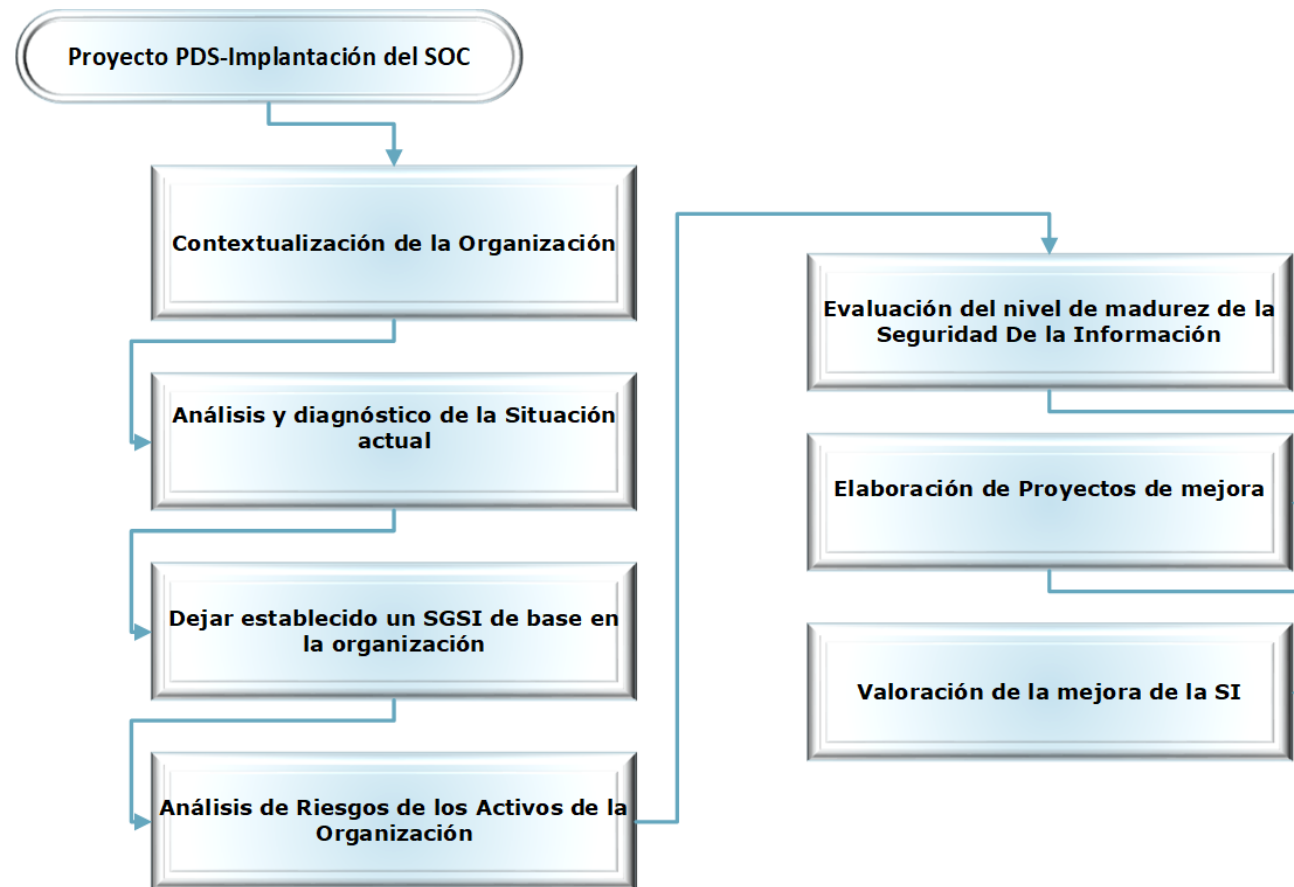 Proyecto PDS-Implantación del SOC
Contextualización de la Organización
Análisis y diagnóstico de la Situación
actual
Dejar establecido un SGSI de base en
la organización
Análisis de Riesgos de los Activos de la
Organización
Evaluación del nivel de madurez de la
Seguridad De la Información
Elaboración de Proyectos de mejora
Valoración de la mejora de la SI